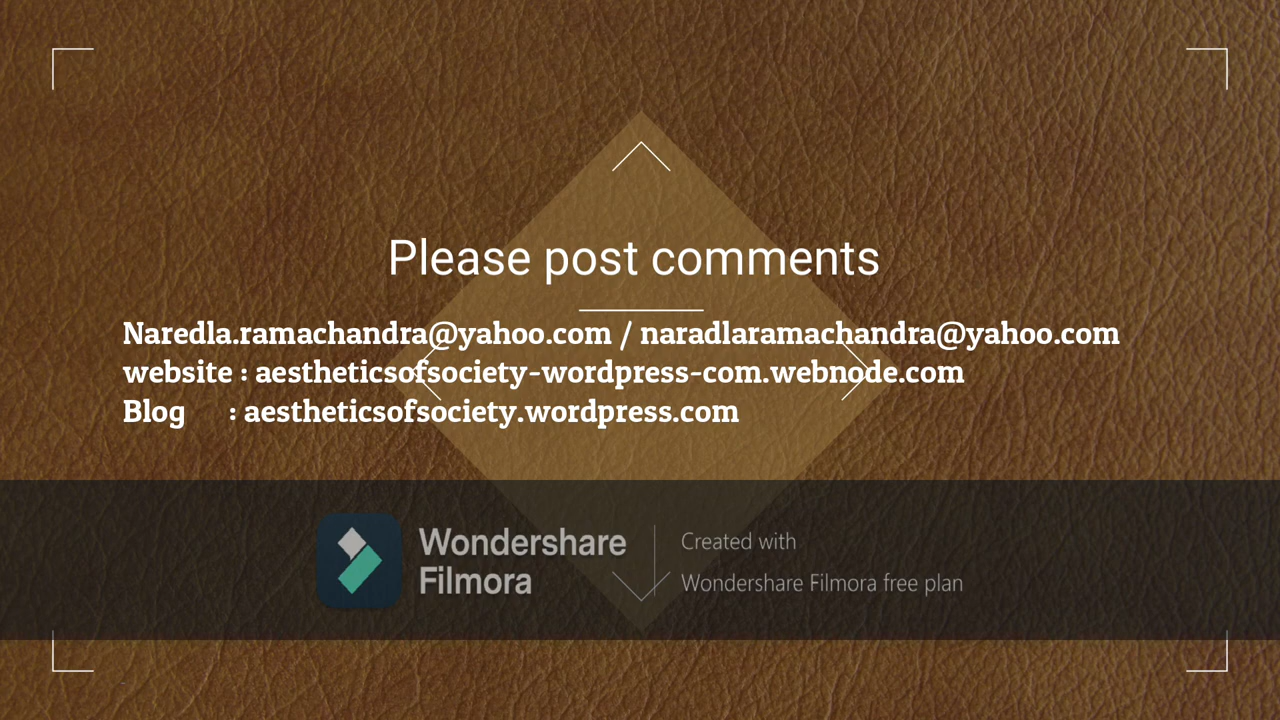 Please post comments
Naredla.ramachandra@yahoo.com / naradlaramachandra@yahoo.com
website : aestheticsofsociety-wordpress-com.webnode.com
Blog : aestheticsofsociety.wordpress.com
Wondershare
Filmora
Created with
Wondershare Filmora free plan